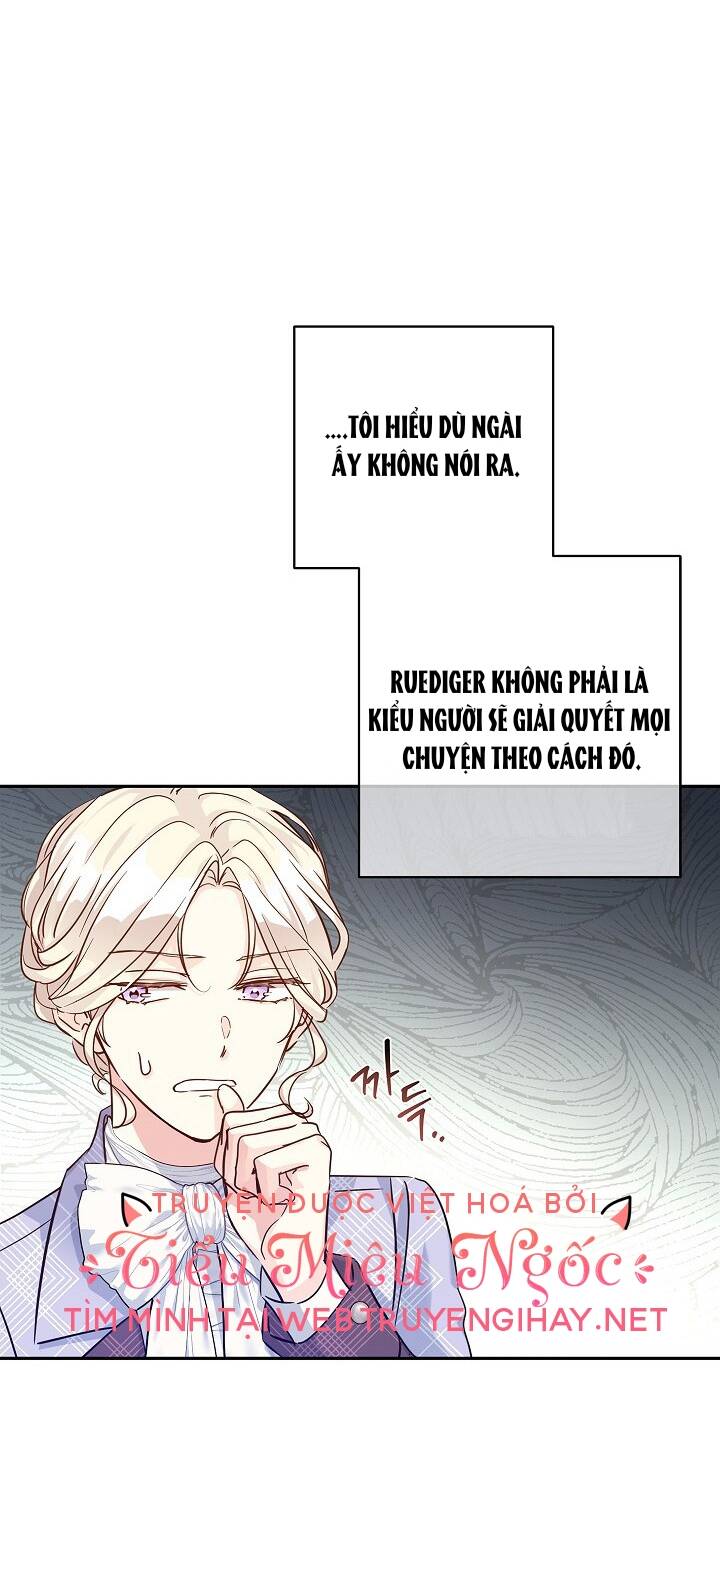 ....TÔI HIỂU DÙ NGÀI
ẤY KHÔNG NÓI RA.
RUEDIGER KHÔNG PHẢI LÀ
KIỂU NGƯỜI SẼ GIẢI QUYẾT MỌI
CHUYỆN THEO CÁCH ĐÓ.
까득..
TRUYỆN ĐƯỢC VIỆT HOÁ BỞI
Tiểu Miêu Ngốc
TÌM MÌNH TẠI WEBTRUYENGIHAY.NET